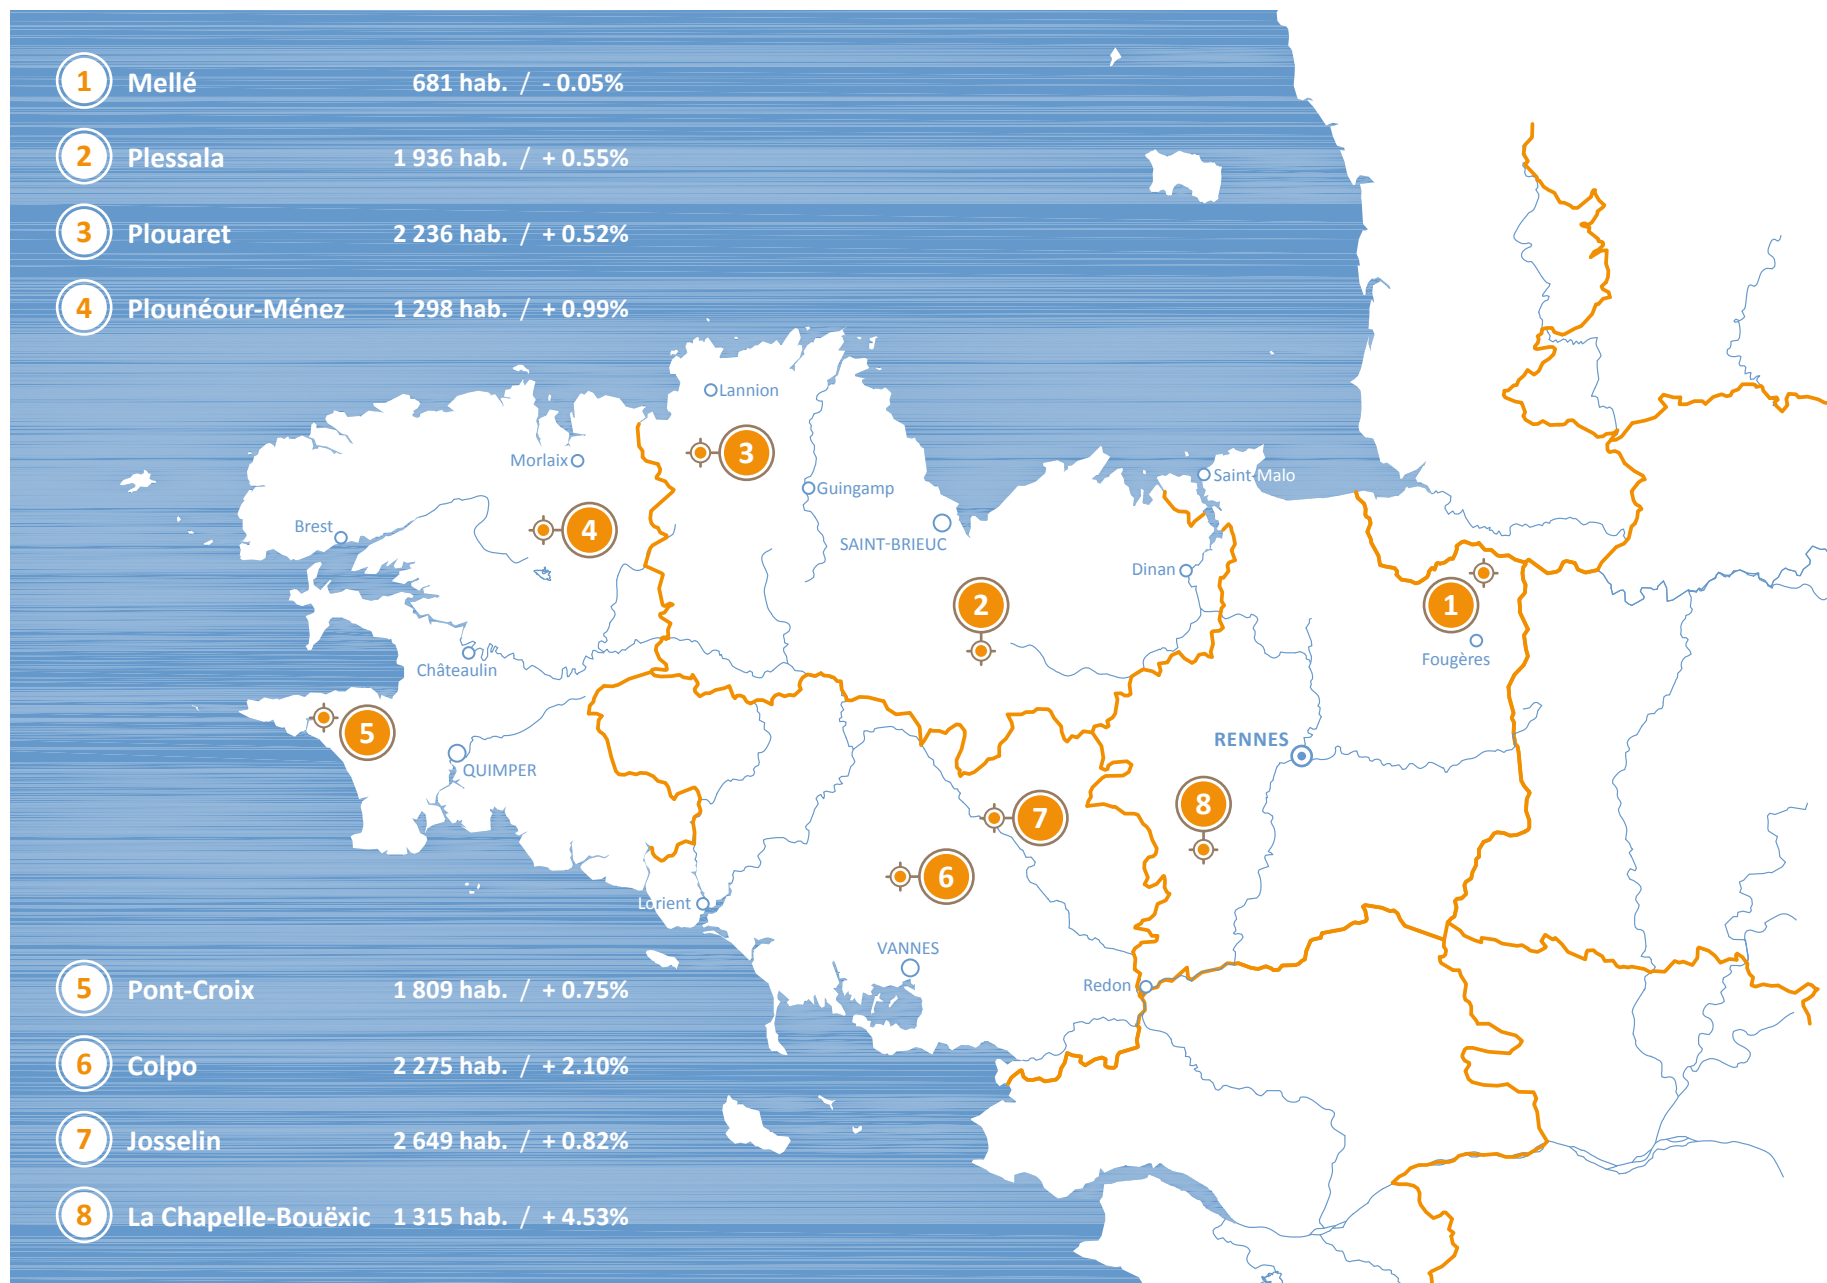 1 Mellé 681 hab. / - 0.05%
2 Plessala 1 936 hab. / + 0.55%
3 Plouaret 2 236 hab. / + 0.52%
4 Plounéour-Ménez 1 298 hab. / + 0.99%
Lannion
3
Morlaix
Saint-Malo
Guingamp
Brest
4
SAINT-BRIEUC
Dinan
2
1
Fougères
Châteaulin
5
RENNES
QUIMPER
8
7
6
Lorient
VANNES
Redon
5 Pont-Croix 1 809 hab. / + 0.75%
6 Colpo 2 275 hab. / + 2.10%
7 Josselin 2 649 hab. / + 0.82%
8 La Chapelle-Bouëxic 1 315 hab. / + 4.53%